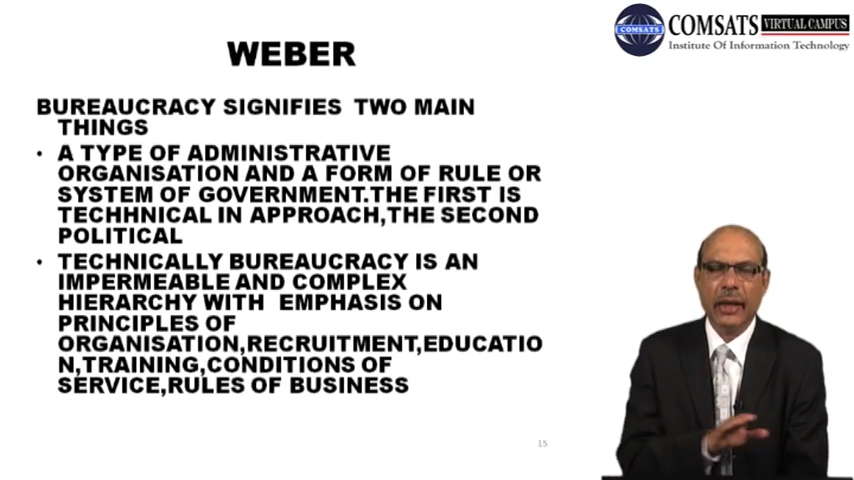 COMSATS VIRTUAL CAMPUS
COMSATS
Institute Of Information Technology
WEBER
BUREAUCRACY SIGNIFIES TWO MAIN
THINGS
• A TYPE OF ADMINISTRATIVE
ORGANISATION AND A FORM OF RULE OR
SYSTEM OF GOVERNMENT.THE FIRST IS
TECHHNICAL IN APPROACH,THE SECOND
POLITICAL
• TECHNICALLY BUREAUCRACY IS AN
IMPERMEABLE AND COMPLEX
HIERARCHY WITH EMPHASIS ON
PRINCIPLES OF
ORGANISATION,RECRUITMENT,EDUCATIO
N,TRAINING,CONDITIONS OF
SERVICE,RULES OF BUSINESS
15